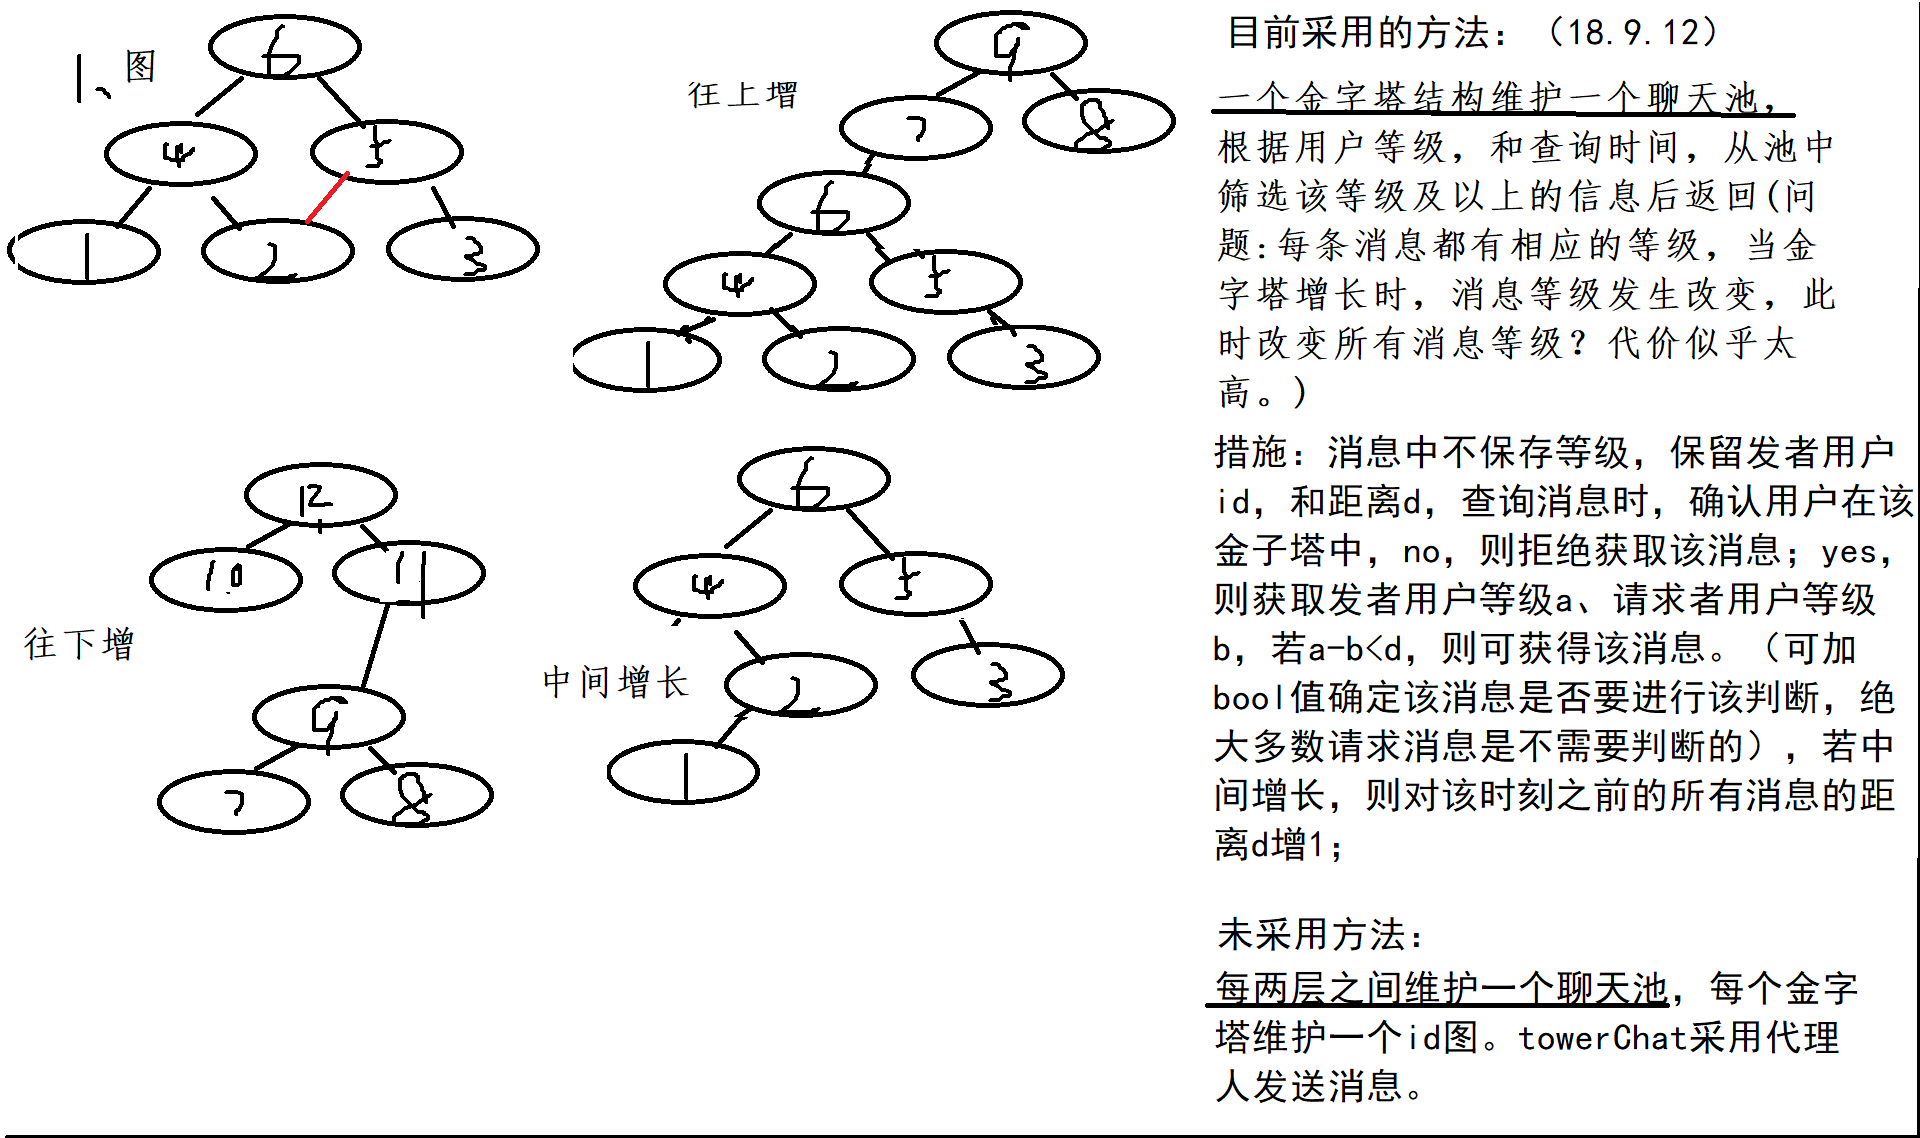 1、图
6
4
5
1
2
3
往上增
9
7
8
6
4
5
1
2
3
往下增
12
10
11
9
7
8
中间增长
6
4
5
2
3
1
目前采用的方法：（18.9.12）
一个金字塔结构维护一个聊天池，
根据用户等级，和查询时间，从池中
筛选该等级及以上的信息后返回(问
题:每条消息都有相应的等级，当金
字塔增长时，消息等级发生改变，此
时改变所有消息等级？代价似乎太
高。)
措施：消息中不保存等级，保留发者用户
id，和距离d，查询消息时，确认用户在该
金子塔中，no，则拒绝获取该消息；yes，
则获取发者用户等级a、请求者用户等级
b，若a-b<d，则可获得该消息。（可加
bool值确定该消息是否要进行该判断，绝
大多数请求消息是不需要判断的），若中
间增长，则对该时刻之前的所有消息的距
离d增1；
未采用方法：
每两层之间维护一个聊天池，每个金字
塔维护一个id图。towerChat采用代理
人发送消息。